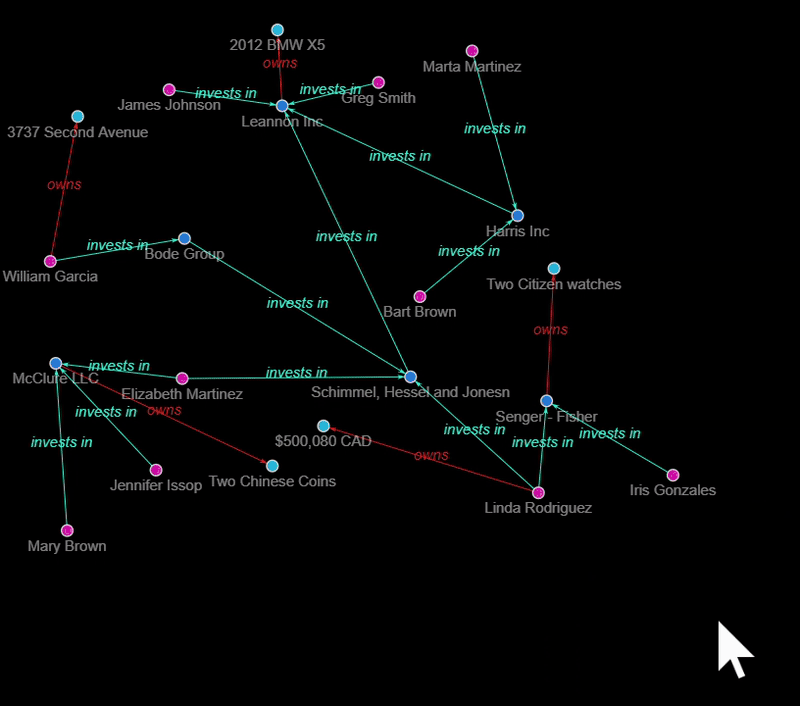 2012 BMW X5
owns
Marta Martinez
invests in
invests in
Greg Smith
James Johnson
Leannon Inc
3737 Second Avenue
invests in
invests in
owns
Harris Inc
invests in
invests in
invests in
Bode Group
William Garcia
Two Citizen watches
invests in
Bart Brown
owns
invests in
invests in
McClure LLC
Elizabeth Martinez
Schimmel, Hessel and Jonesn
invests in
owns
Senger - Fisher
invests in
invests in
invests in
$500,080 CAD
invests in
owns
Jennifer Issop
Two Chinese Coins
Iris Gonzales
Linda Rodriguez
Mary Brown